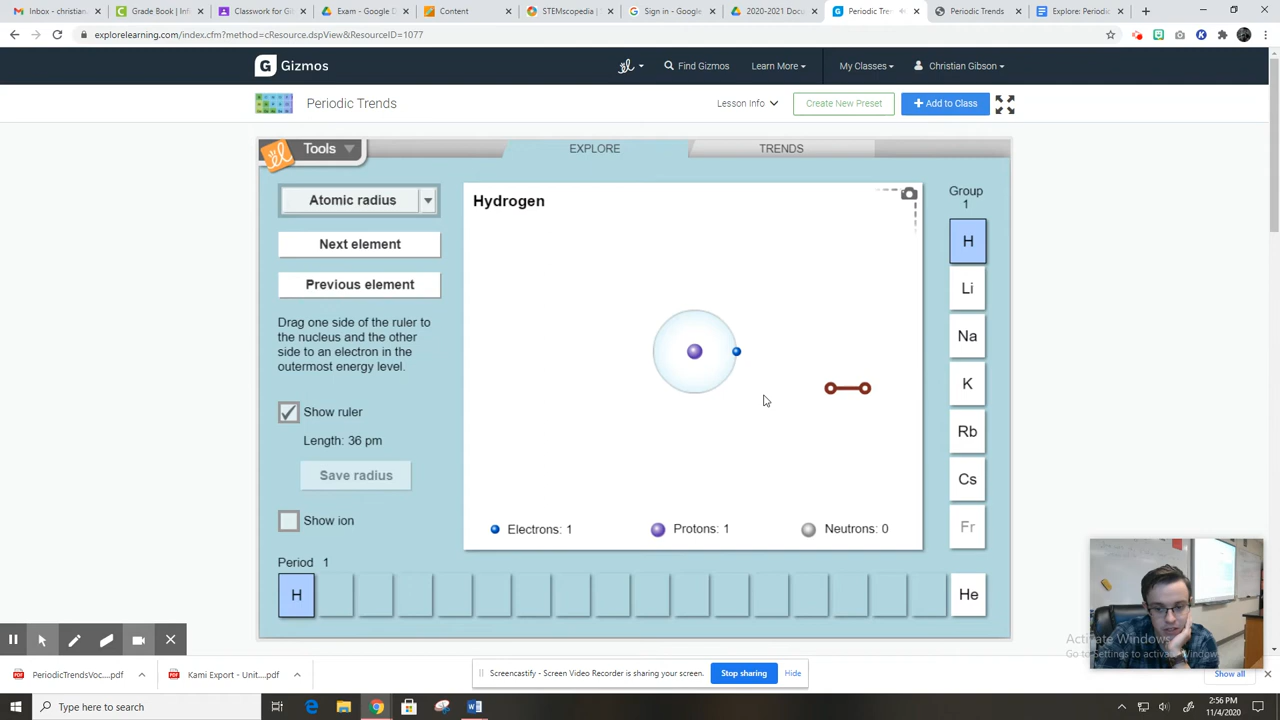 Inbox - christian
Grade Book | Inf
Classwork for Gi
Exam - Google D
Content
STEMscopedia |
Sign in - Google
2020-2021 Docu
Periodic Tren
Periodic Trends
Explore: Periodic
explorelearning.com/index.cfm?method=cResource.dspView&ResourceID=1077
G Gizmos
Find Gizmos
Learn More
My Classes
Christian Gibson
Periodic Trends
Lesson Info
Create New Preset
+ Add to Class
Tools
EXPLORE
TRENDS
Atomic radius
Next element
Previous element
Drag one side of the ruler to
the nucleus and the other
side to an electron in the
outermost energy level.
Show ruler
Length: 36 pm
Save radius
Show ion
Hydrogen
Electrons: 1
Protons: 1
Neutrons: 0
Group
1
H
Li
Na
K
Rb
Cs
Fr
Period 1
H
He
Activate Windows
Go to Settings to activate Windows.
PeriodicTrendsVoc....pdf
Kami Export - Unit....pdf
Screencastify - Screen Video Recorder is sharing your screen.
Stop sharing
Hide
Show all
Type here to search
2:56 PM
11/4/2020